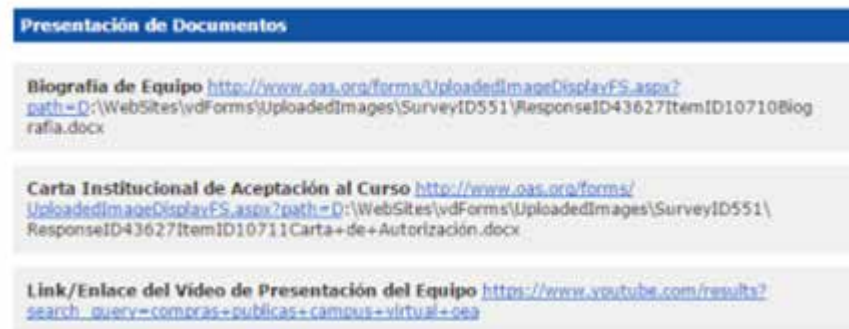 Presentación de Documentos
Biografía de Equipo http://www.oas.org/forms/UploadedImageDisplayFS.aspx?
path=D:\WebSites\vdForms\UploadedImages\SurveyID551\ResponseID43627ItemID10710Biog
rafia.docx
Carta Institucional de Aceptación al Curso http://www.oas.org/forms/
UploadedImageDisplayFS.aspx?path=D:\WebSites\vdForms\UploadedImages\SurveyID551\
ResponseID43627ItemID10711Carta+de+Autorización.docx
Link/Enlace del Vídeo de Presentación del Equipo https://www.youtube.com/results?
search_query=compras+publicas+campus+virtual+oea